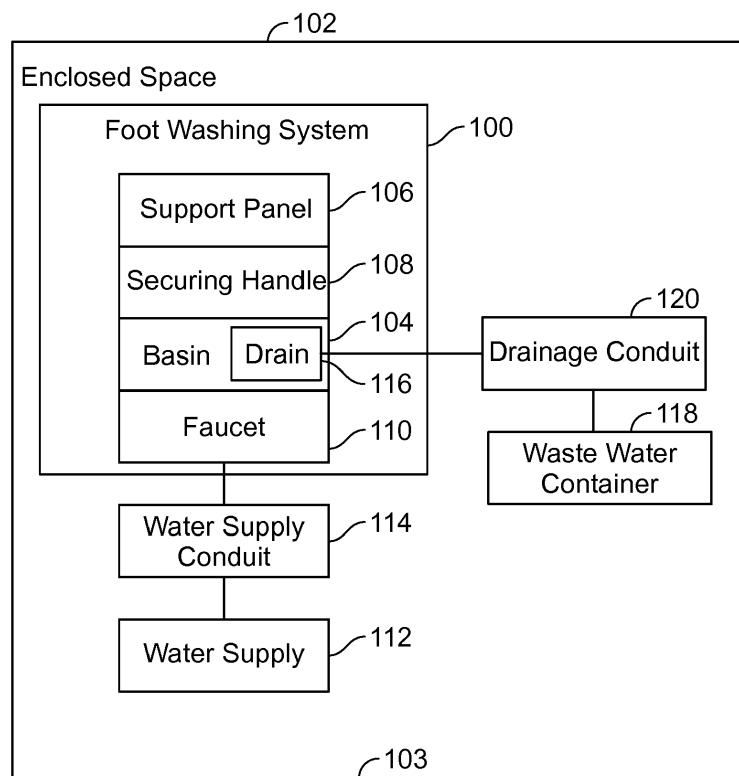 102
Enclosed Space
Foot Washing System
100
Support Panel
106
Securing Handle
108
104
Basin
Drain
116
120
Drainage Conduit
Faucet
110
118
Waste Water
Container
Water Supply
Conduit
114
Water Supply
112
103